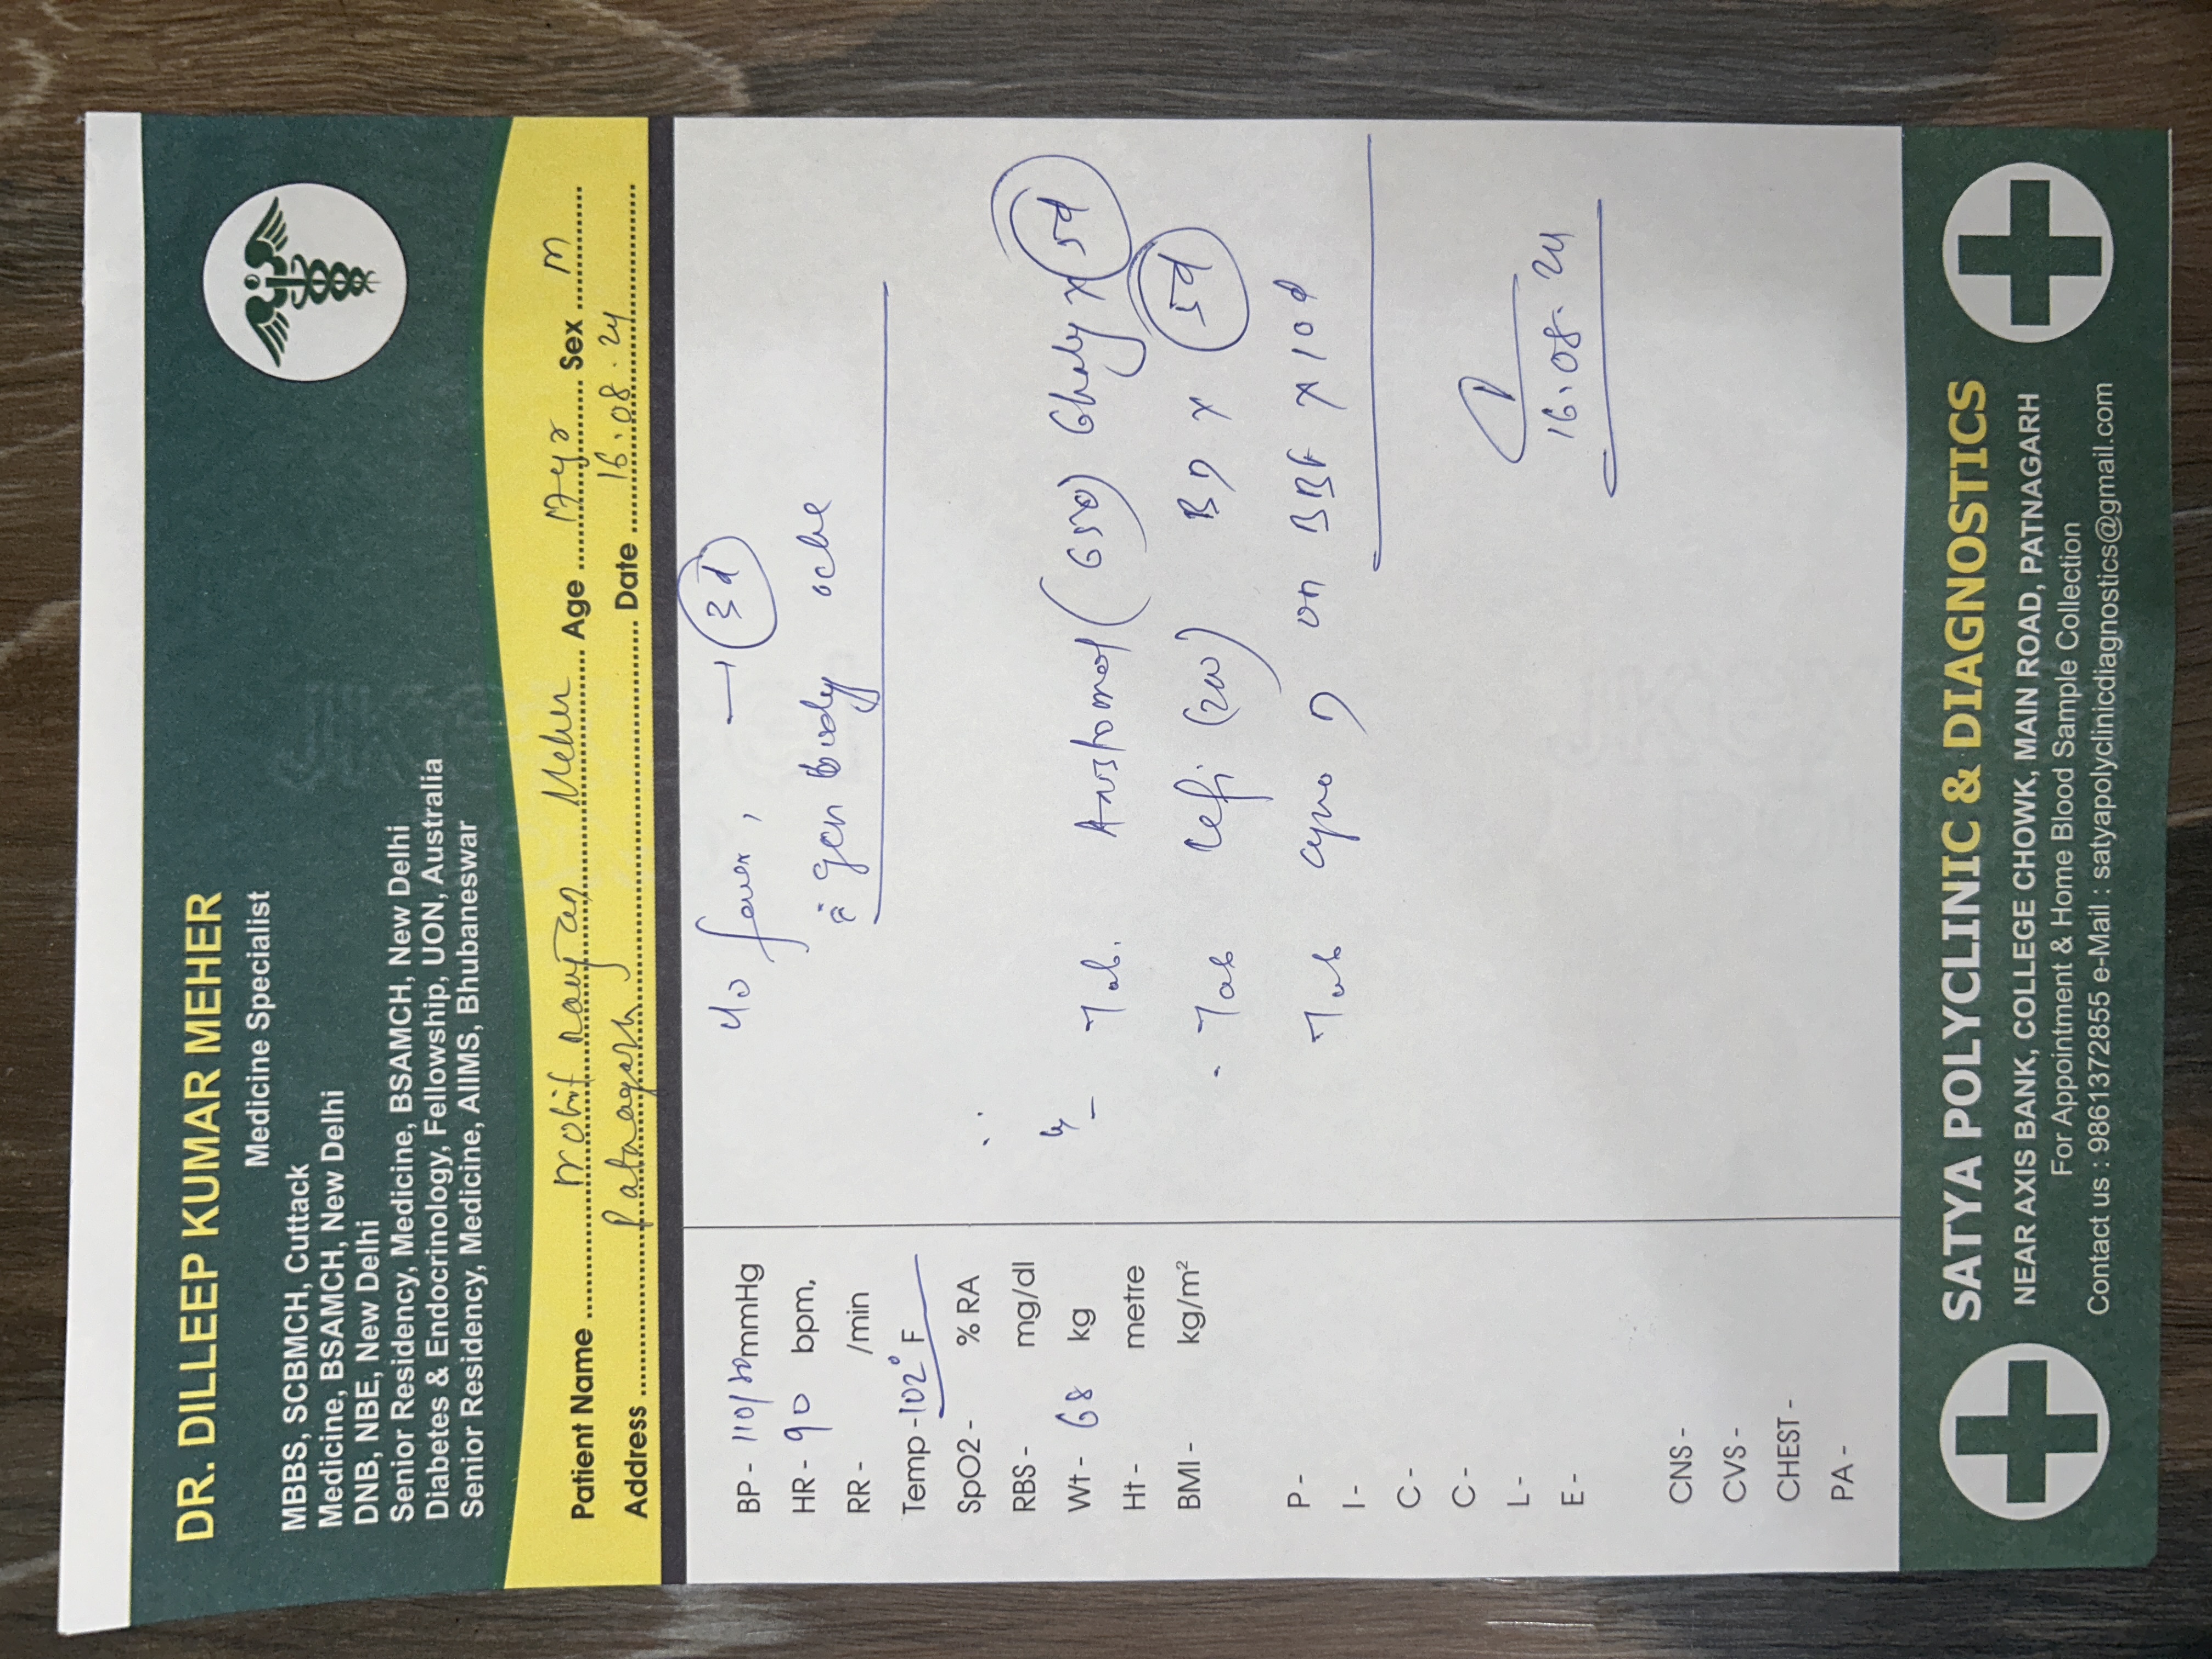 DR. DILLEEP KUMAR MEHER
Medicine Specialist
MBBS, SCBMCH, Cuttack
Medicine, BSAMCH, New Delhi
DNB, NBE, New Delhi
Senior Residency, Medicine, BSAMCH, New Delhi
Diabetes & Endocrinology, Fellowship, UON, Australia
Senior Residency, Medicine, AIIMS, Bhubaneswar
Patient Name Mohit Meher Age 17yr Sex M
Address Patnagarh Date 16.08.24
BP - 110/ mmHg
HR - 90 bpm,
RR - /min
Temp - 102° F
SpO2 - % RA
RBS - mg/dl
Wt - 68 kg
Ht - metre
BMI - kg/m²
P -
I -
C -
C -
L -
E -
CNS -
CVS -
CHEST -
PA -
fever, 3d
gen body ache
Tab. (650) 6hrly x 5d
Tab Cefi (200) BD x 5d
Tab D on BBF x 10d
16.08.24
SATYA POLYCLINIC & DIAGNOSTICS
NEAR AXIS BANK, COLLEGE CHOWK, MAIN ROAD, PATNAGARH
For Appointment & Home Blood Sample Collection
Contact us : 9861372855 e-Mail : satyapolyclinicdiagnostics@gmail.com